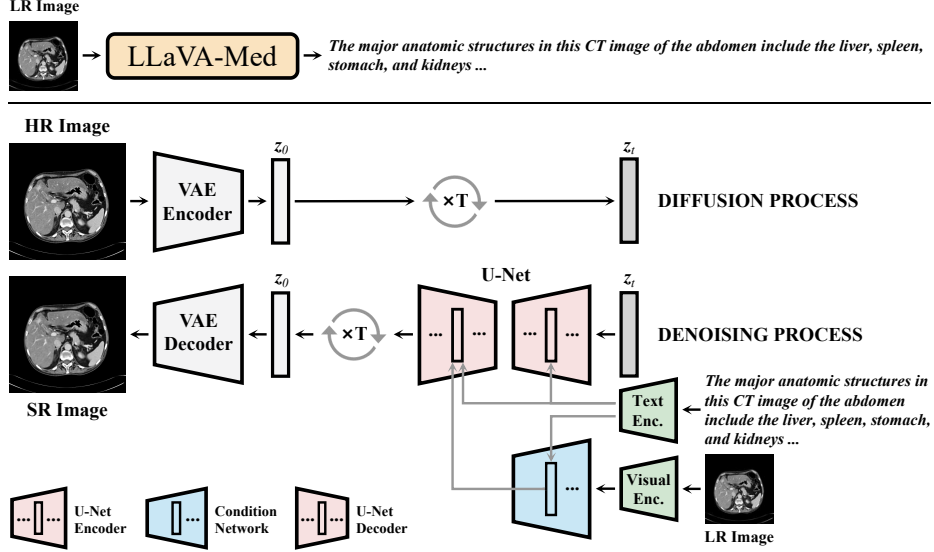 LR Image
LLaVA-Med
The major anatomic structures in this CT image of the abdomen include the liver, spleen,
stomach, and kidneys ...
HR Image
VAE
Encoder
z0
×T
zt
DIFFUSION PROCESS
U-Net
VAE
Decoder
z0
×T
... ...
... ...
zt
DENOISING PROCESS
SR Image
Text
Enc.
The major anatomic structures in
this CT image of the abdomen
include the liver, spleen, stomach,
and kidneys ...
...
Visual
Enc.
LR Image
... ...
U-Net
Encoder
...
Condition
Network
... ...
U-Net
Decoder